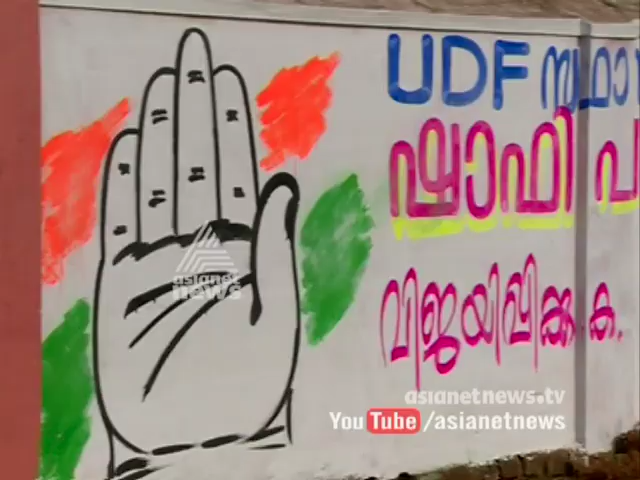 UDF സ്ഥാ
ഷാഫി പ
വിജയിപ്പിക്കുക.
asianet
news
asianetnews.tv
YouTube/asianetnews